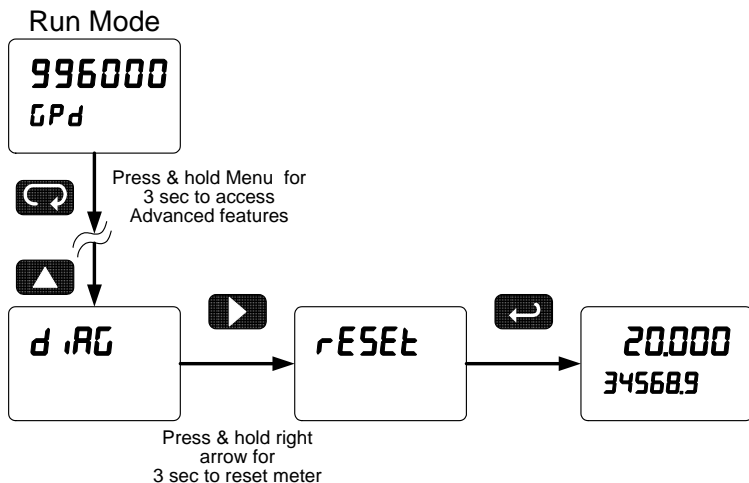 Run Mode
996000
GPd
Press & hold Menu for
3 sec to access
Advanced features
diAG
rESEt
20.000
34568.9
Press & hold right
arrow for
3 sec to reset meter